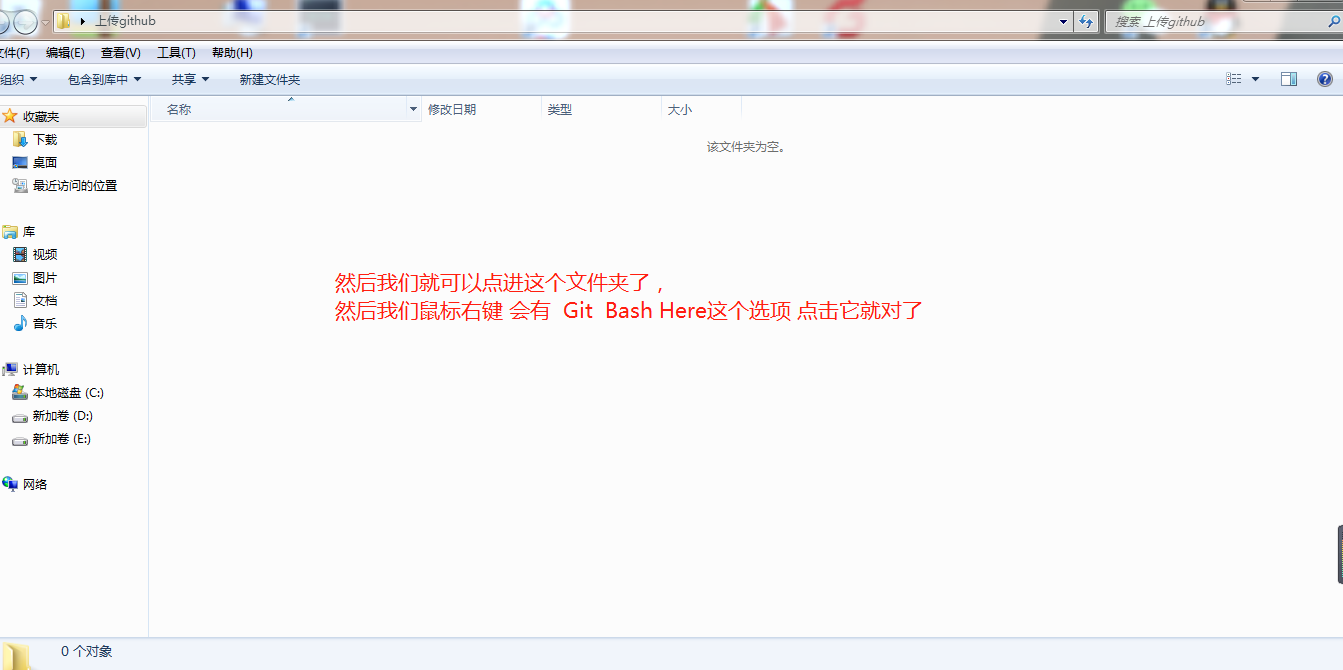 上传github
搜索 上传github
文件(F) 编辑(E) 查看(V) 工具(T) 帮助(H)
组织 包含到库中 共享 新建文件夹
收藏夹
下载
桌面
最近访问的位置
库
视频
图片
文档
音乐
计算机
本地磁盘 (C:)
新加卷 (D:)
新加卷 (E:)
网络
名称 修改日期 类型 大小
该文件夹为空。
然后我们就可以点进这个文件夹了，
然后我们鼠标右键 会有  Git  Bash Here这个选项 点击它就对了
0 个对象